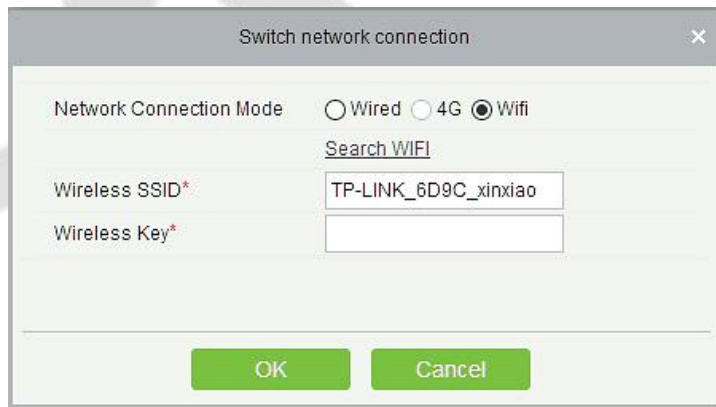 Switch network connection ×
Network Connection Mode Wired 4G Wifi
Search WIFI
Wireless SSID* TP-LINK_6D9C_xinxiao
Wireless Key*
OK Cancel